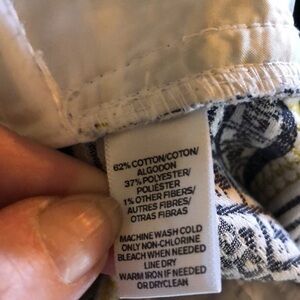 62% COTTON/COTON/
ALGODON
37% POLYESTER/
POLIÉSTER
1% OTHER FIBERS/
AUTRES FIBRES/
OTRAS FIBRAS
MACHINE WASH COLD
ONLY NON-CHLORINE
BLEACH WHEN NEEDED
LINE DRY
WARM IRON IF NEEDED
OR DRYCLEAN